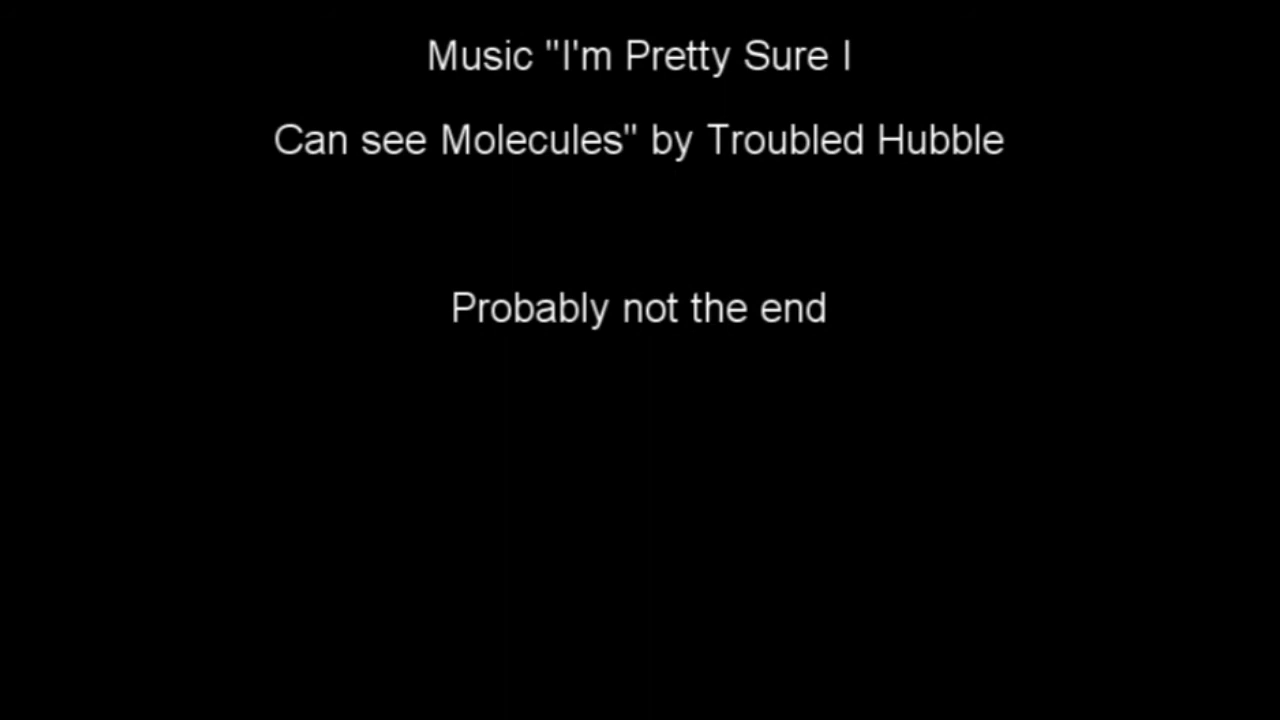 Music "I'm Pretty Sure I
Can see Molecules" by Troubled Hubble
Probably not the end